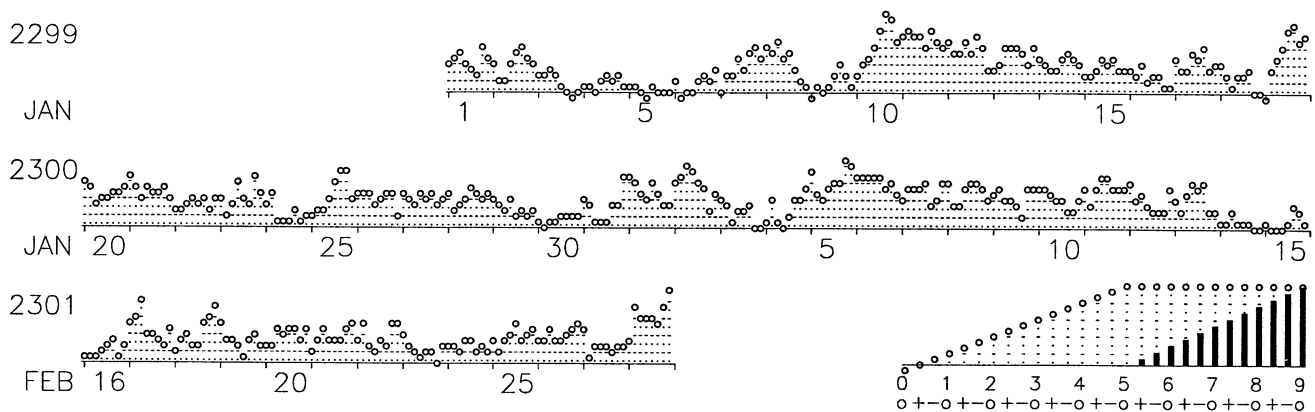 2299
JAN 1 5 10 15
2300
JAN 20 25 30 5 10 15
2301
FEB 16 20 25
0 1 2 3 4 5 6 7 8 9
o+-o+-o+-o+-o+-o+-o+-o+-o+-o